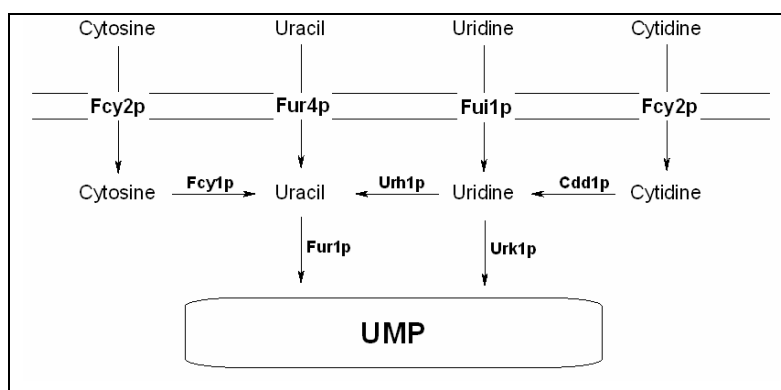 Cytosine Uracil Uridine Cytidine
Fcy2p Fur4p Fui1p Fcy2p
Cytosine Fcy1p Uracil Urh1p Uridine Cdd1p Cytidine
Fur1p Urk1p
UMP